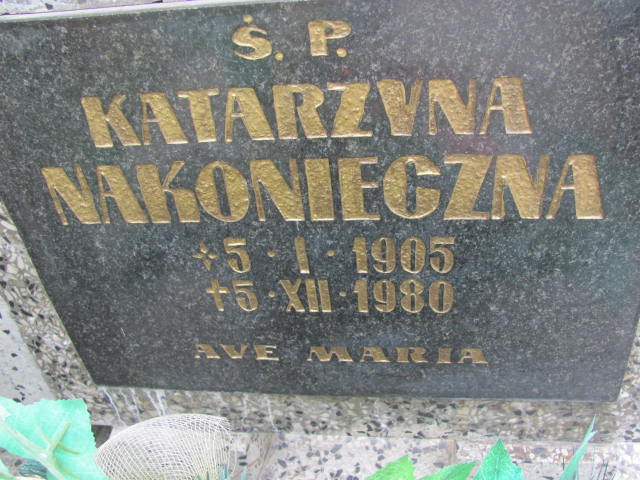 Ś. P.
KATARZYNA
NAKONIECZNA
✧ 5 · I · 1905
† 5 · XII · 1980
AVE MARIA